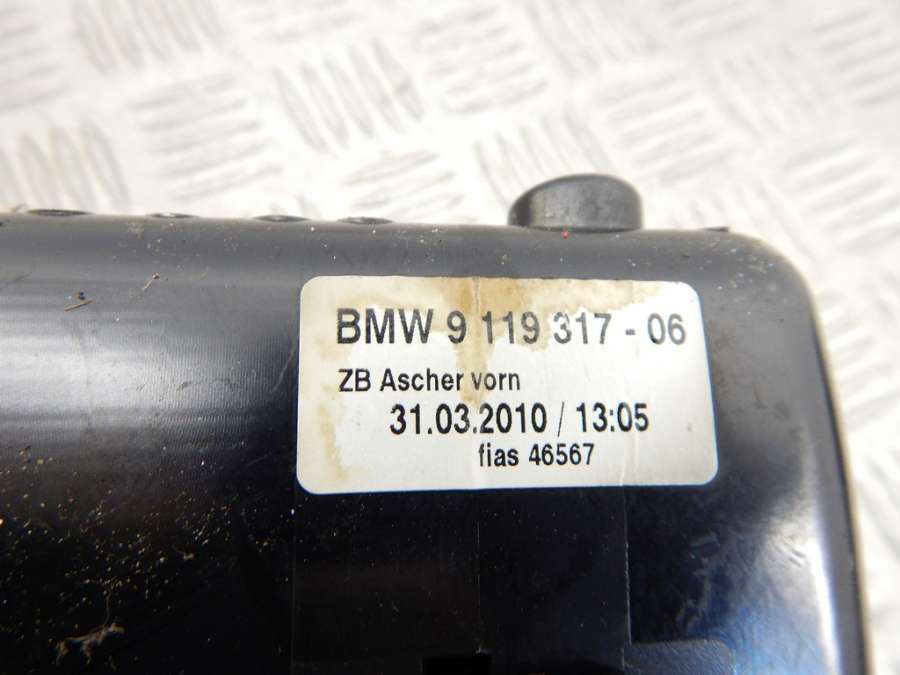 BMW 9 119 317 - 06
ZB Ascher vorn
31.03.2010 / 13:05
fias 46567